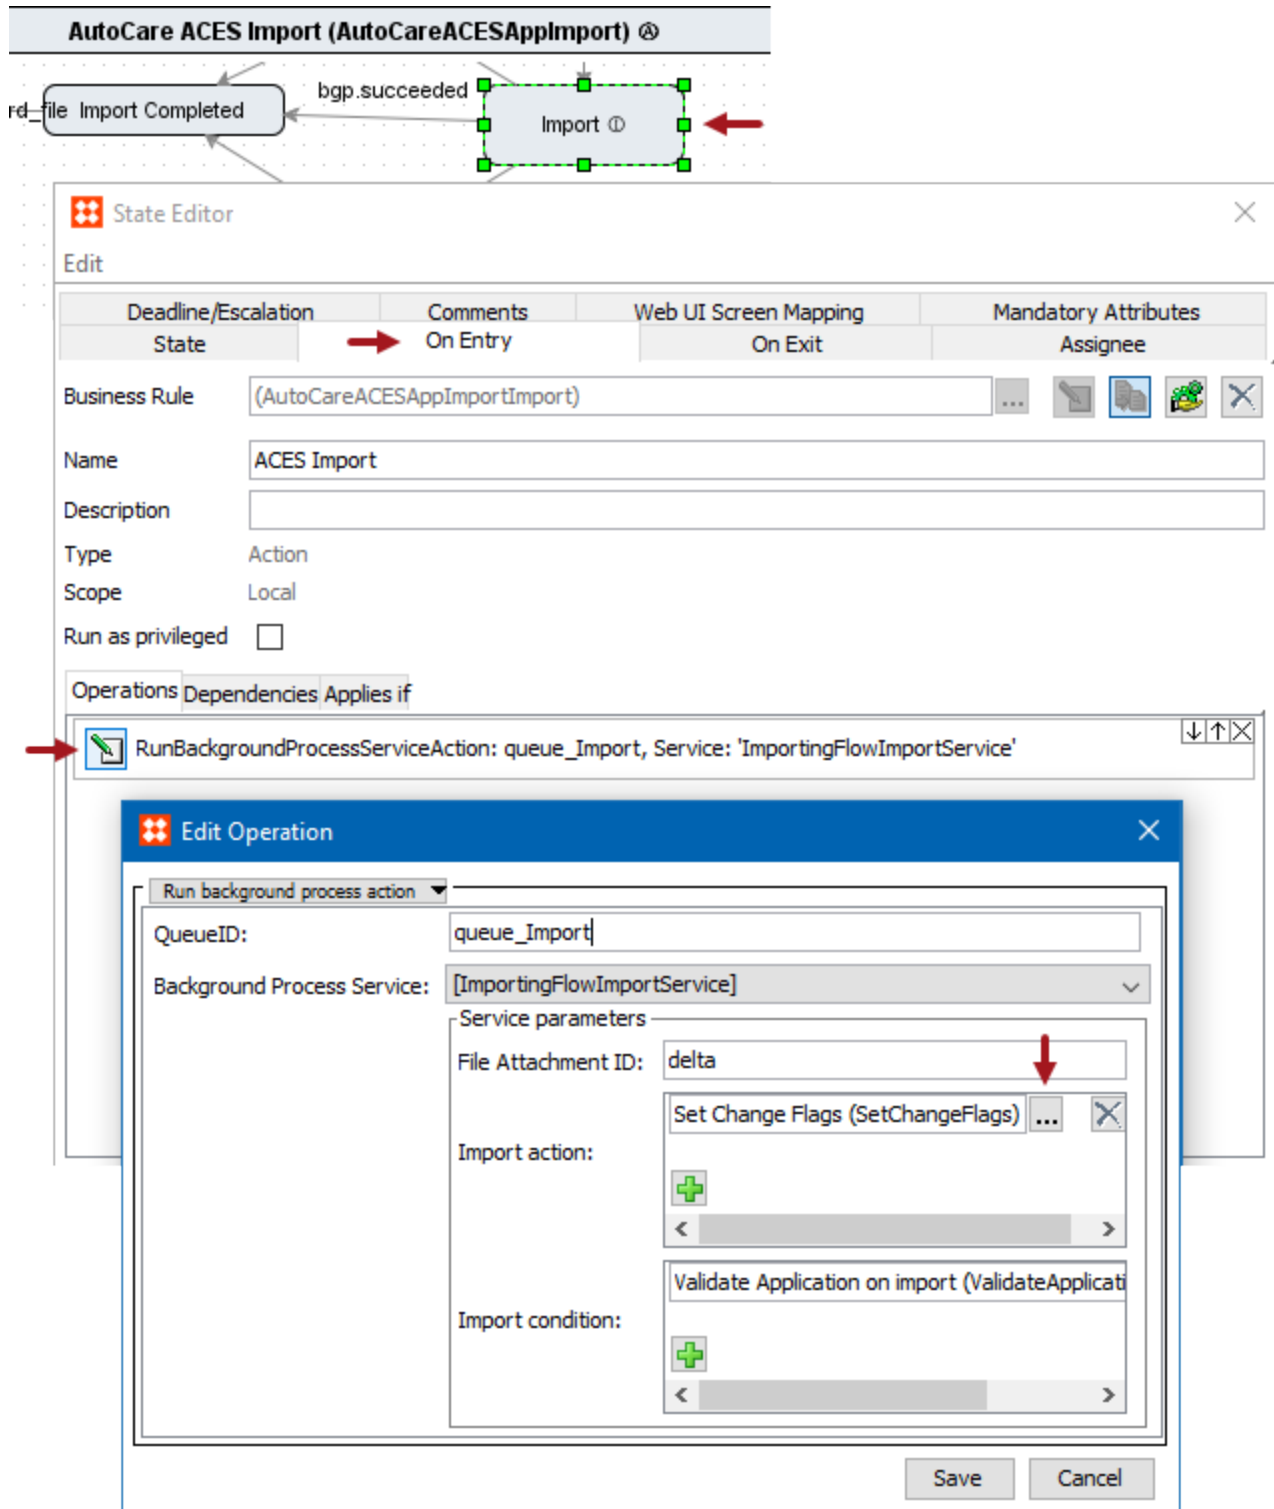 AutoCare ACES Import (AutoCareACESAppImport) Ⓐ
bgp.succeeded
rd_file Import Completed
Import ⓘ
State Editor
Edit
Deadline/Escalation Comments Web UI Screen Mapping Mandatory Attributes
State On Entry On Exit Assignee
Business Rule (AutoCareACESAppImportImport) ...
Name ACES Import
Description
Type Action
Scope Local
Run as privileged
Operations Dependencies Applies if
RunBackgroundProcessServiceAction: queue_Import, Service: 'ImportingFlowImportService'
Edit Operation
Run background process action
QueueID: queue_Import
Background Process Service: [ImportingFlowImportService]
Service parameters
File Attachment ID: delta
Set Change Flags (SetChangeFlags) ...
Import action:
Validate Application on import (ValidateApplicati
Import condition:
Save Cancel